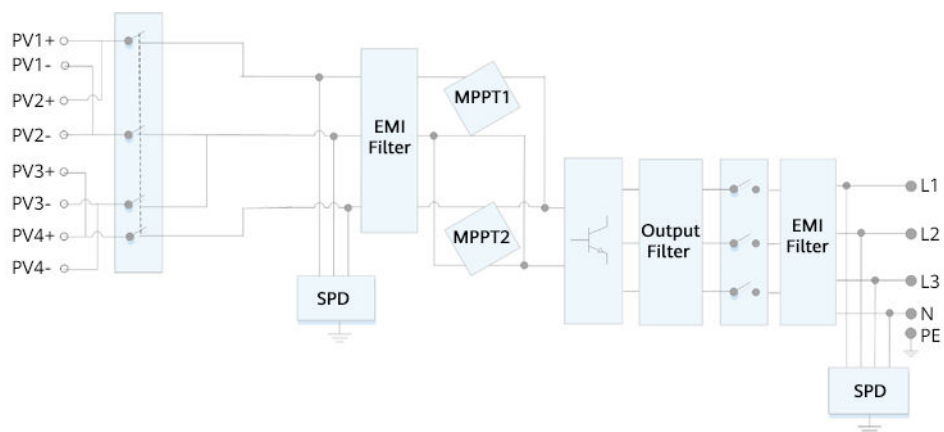 PV1+
PV1-
PV2+
PV2-
PV3+
PV3-
PV4+
PV4-
EMI
Filter
SPD
MPPT1
MPPT2
Output
Filter
EMI
Filter
L1
L2
L3
N
PE
SPD